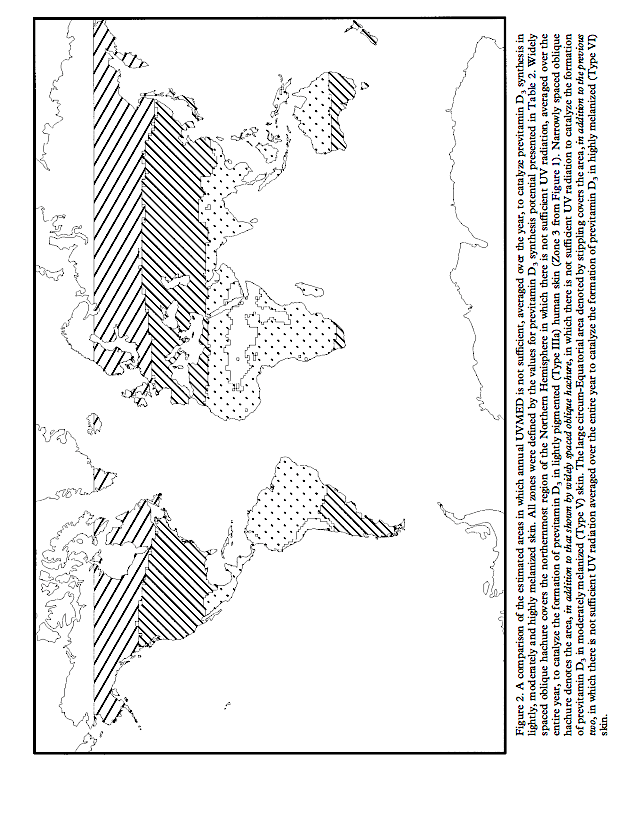 Figure 2. A comparison of the estimated areas in which annual UVMED is not sufficient, averaged over the year, to catalyze previtamin D₃ synthesis in
lightly, moderately and highly melanized skin. All zones were defined by the values for previtamin D₃ synthesis potential presented in Table 2. Widely
spaced oblique hachure covers the northernmost region of the Northern Hemisphere in which there is not sufficient UV radiation, averaged over the
entire year, to catalyze the formation of previtamin D₃ in lightly pigmented (Type IIIa) human skin (Zone 3 from Figure 1). Narrowly spaced oblique
hachure denotes the area, in addition to that shown by widely spaced oblique hachure, in which there is not sufficient UV radiation to catalyze the formation
of previtamin D₃ in moderately melanized (Type V) skin. The large circum-Equatorial area denoted by stippling covers the area, in addition to the previous
two, in which there is not sufficient UV radiation averaged over the entire year to catalyze the formation of previtamin D₃ in highly melanized (Type VI)
skin.